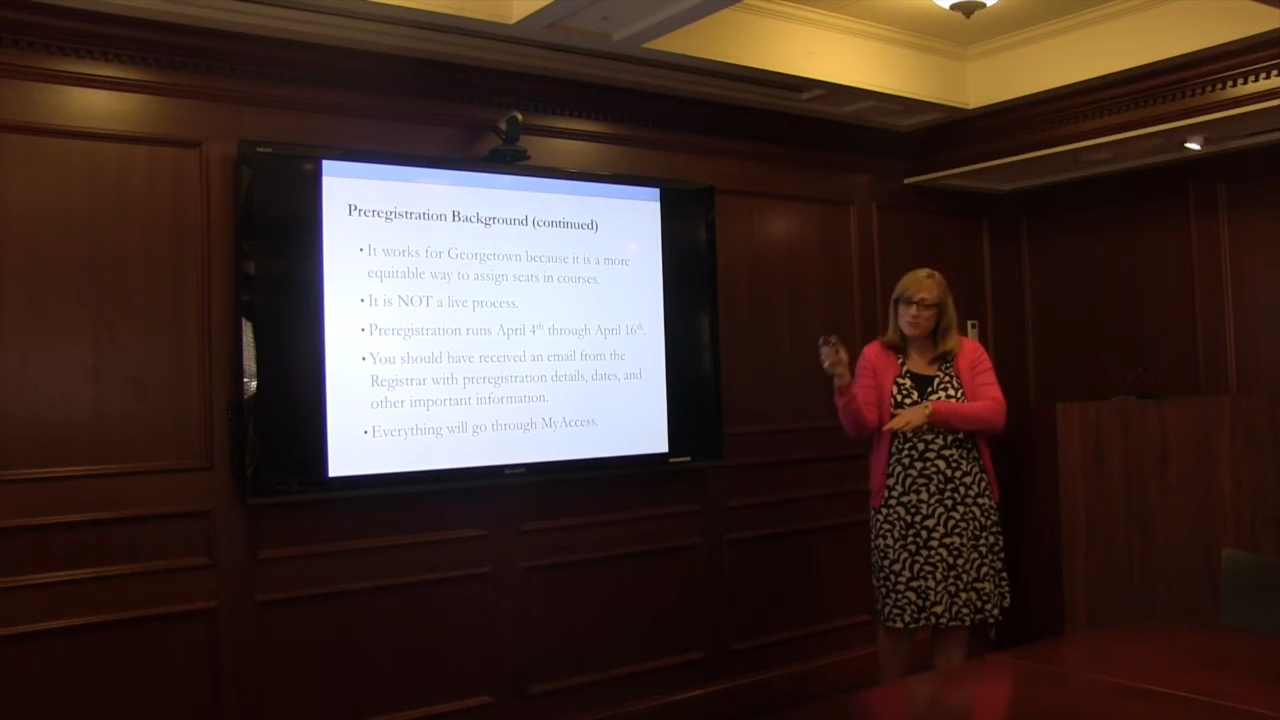 Preregistration Background (continued)
• It works for Georgetown because it is a more
equitable way to assign seats in courses.
• It is NOT a live process.
• Preregistration runs April 4th through April 16th.
• You should have received an email from the
Registrar with preregistration details, dates, and
other important information.
• Everything will go through MyAccess.